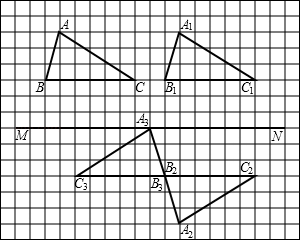 A A₁
B C B₁ C₁
A₃
M N
B₂ C₂
C₃ B₃
A₂